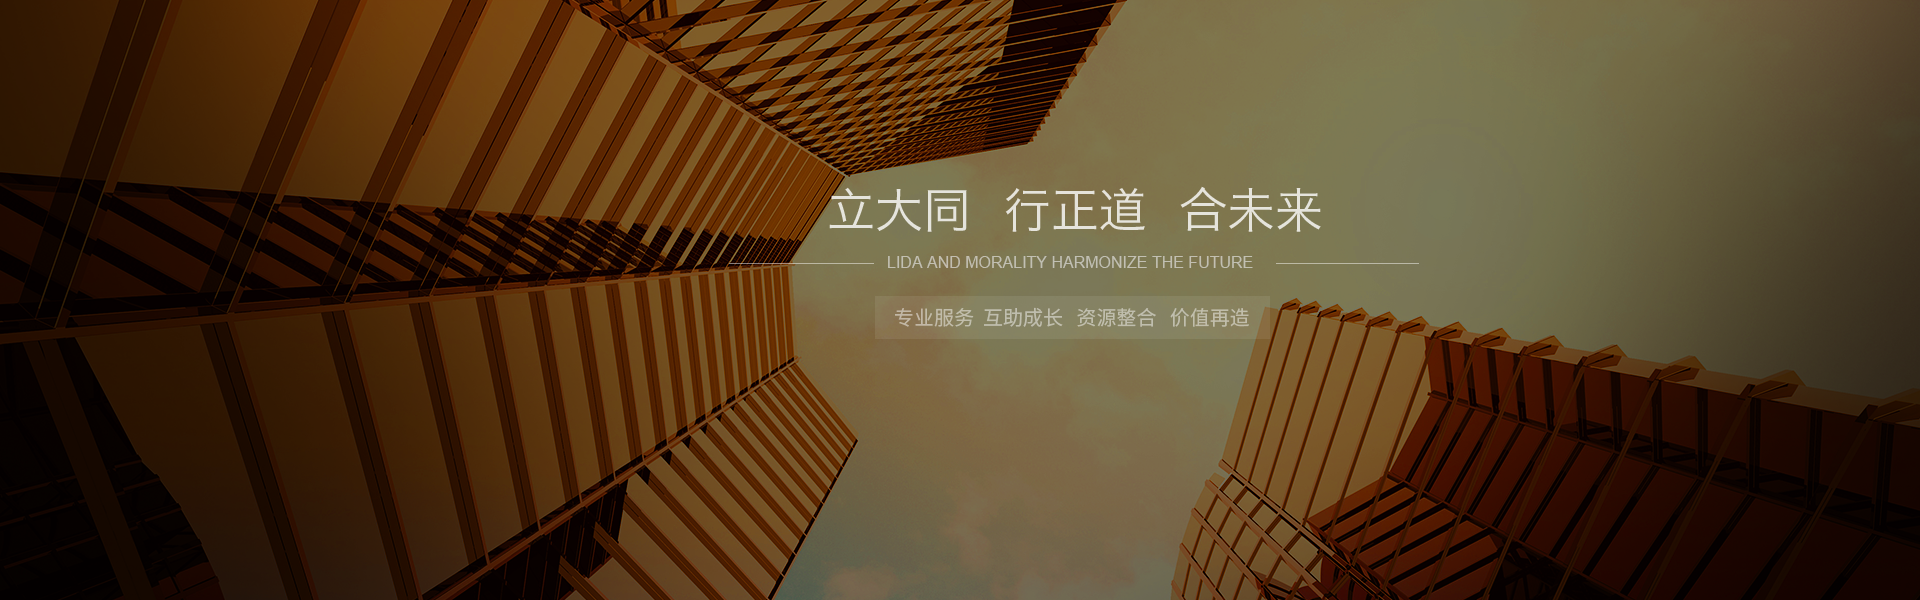 立大同 行正道 合未来
LIDA AND MORALITY HARMONIZE THE FUTURE
专业服务 互助成长 资源整合 价值再造